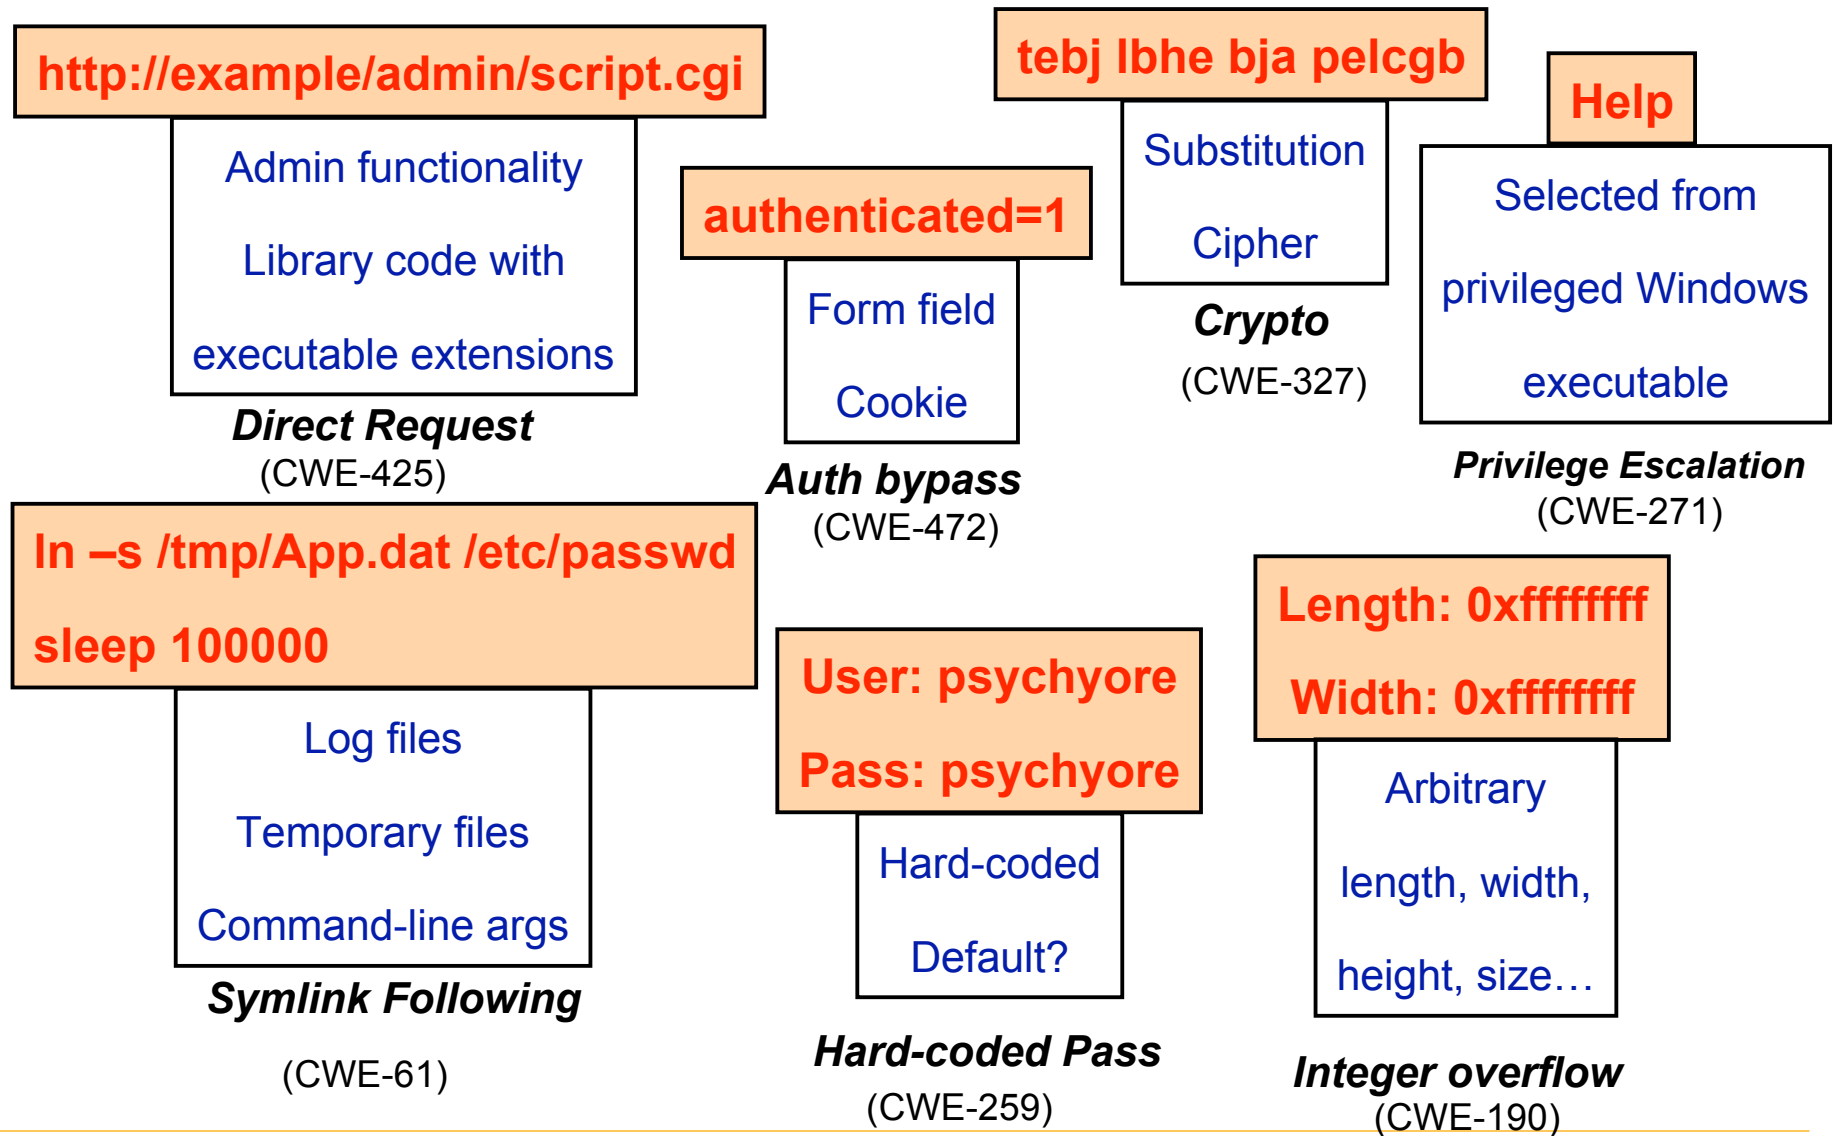 http://example/admin/script.cgi
Admin functionality
Library code with
executable extensions
Direct Request
(CWE-425)
authenticated=1
Form field
Cookie
Auth bypass
(CWE-472)
tebj lbhe bja pelcgb
Substitution
Cipher
Crypto
(CWE-327)
Help
Selected from
privileged Windows
executable
Privilege Escalation
(CWE-271)
ln –s /tmp/App.dat /etc/passwd
sleep 100000
Log files
Temporary files
Command-line args
Symlink Following
(CWE-61)
User: psychyore
Pass: psychyore
Hard-coded
Default?
Hard-coded Pass
(CWE-259)
Length: 0xffffffff
Width: 0xffffffff
Arbitrary
length, width,
height, size…
Integer overflow
(CWE-190)